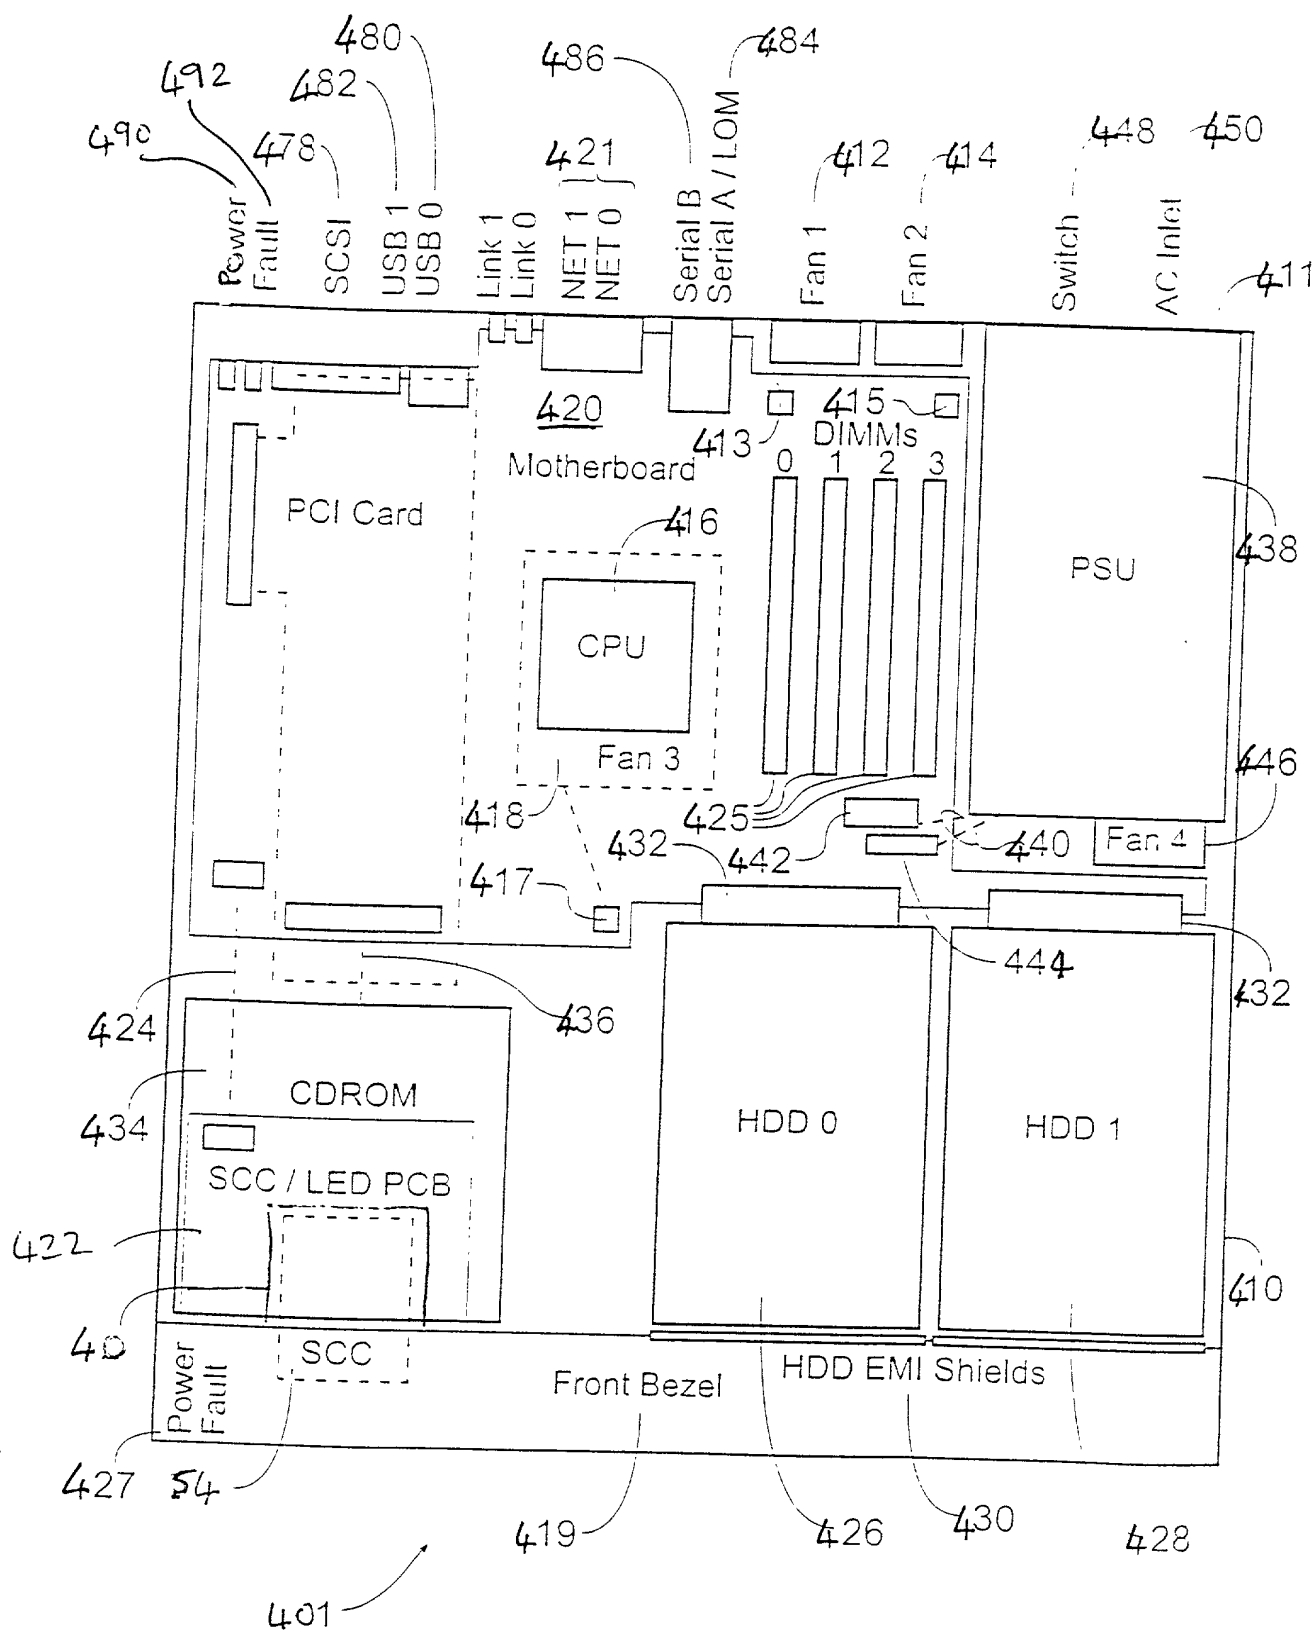 480
492
482
486
484
490
478
421
412
414
448
450
Power
Fault
SCSI
USB 1
USB 0
Link 1
Link 0
NET 1
NET 0
Serial B
Serial A / LOM
Fan 1
Fan 2
Switch
AC Inlet
411
420
413
415
DIMMs
0 1 2 3
Motherboard
PCI Card
416
438
PSU
CPU
Fan 3
418
425
446
432
442
440
Fan 4
417
444
432
424
436
434
CDROM
HDD 0
HDD 1
SCC / LED PCB
422
410
40
SCC
HDD EMI Shields
Front Bezel
Power
Fault
427
54
419
426
430
428
401